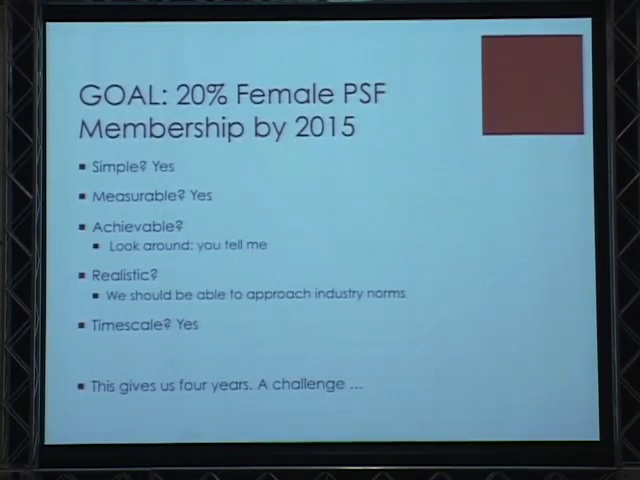 GOAL: 20% Female PSF
Membership by 2015
Simple? Yes
Measurable? Yes
Achievable?
Look around: you tell me
Realistic?
We should be able to approach industry norms
Timescale? Yes
This gives us four years. A challenge ...